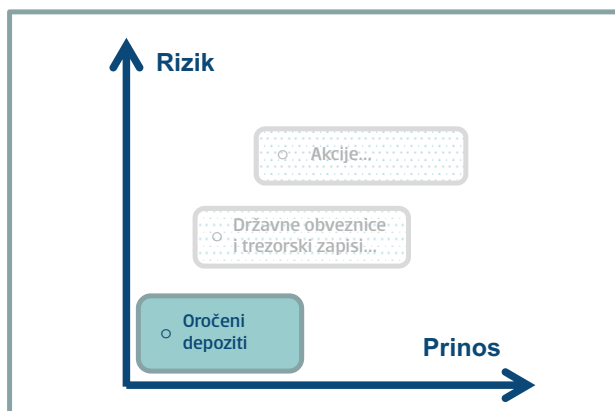 Rizik
Akcije...
Državne obveznice
i trezorski zapisi...
Oročeni
depoziti
Prinos